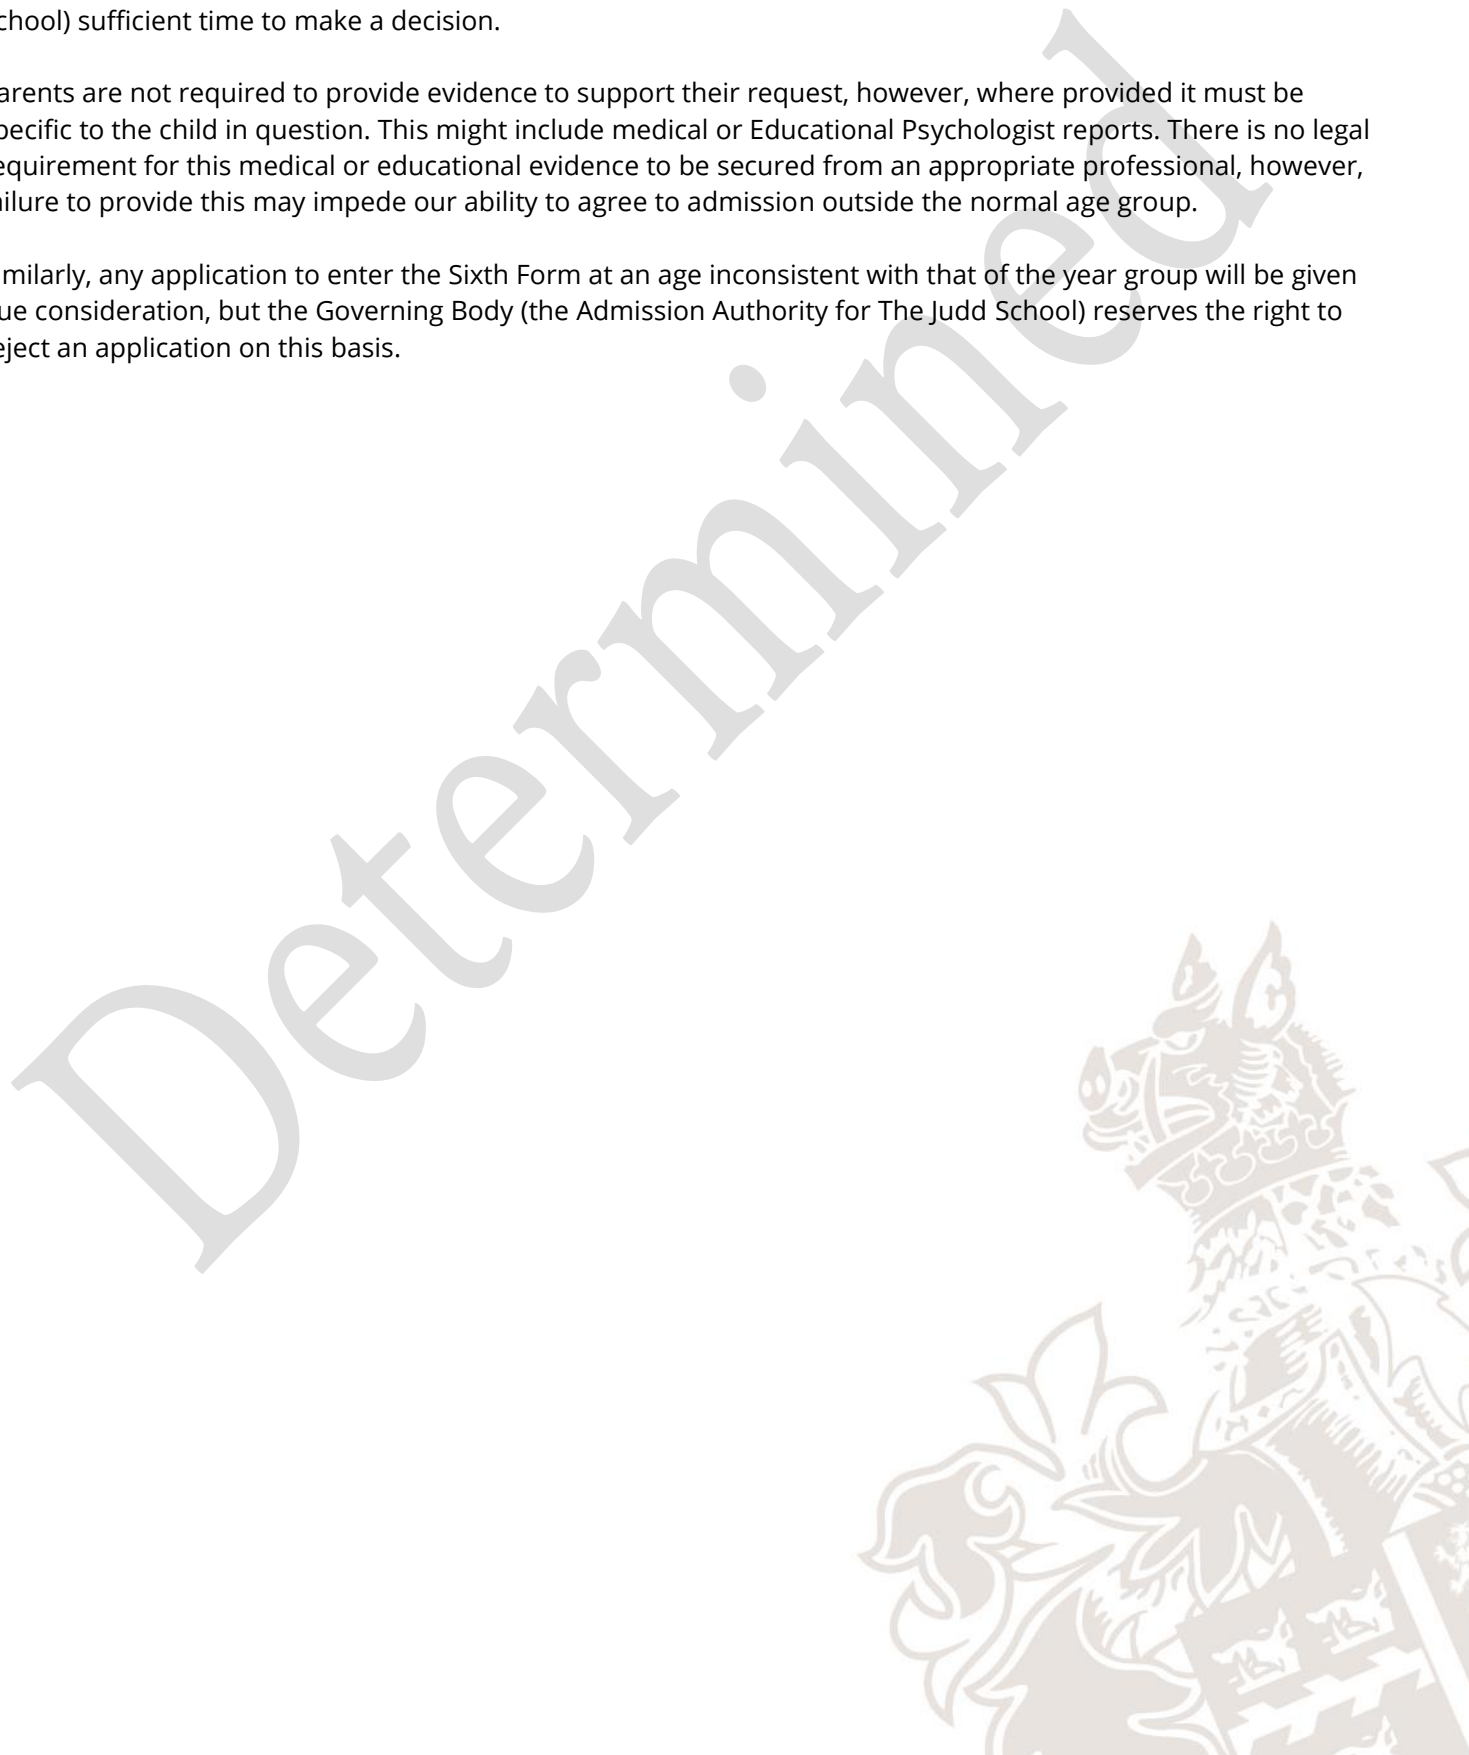 chool) sufficient time to make a decision.
arents are not required to provide evidence to support their request, however, where provided it must be
pecific to the child in question. This might include medical or Educational Psychologist reports. There is no legal
equirement for this medical or educational evidence to be secured from an appropriate professional, however,
ailure to provide this may impede our ability to agree to admission outside the normal age group.
milarly, any application to enter the Sixth Form at an age inconsistent with that of the year group will be given
ue consideration, but the Governing Body (the Admission Authority for The Judd School) reserves the right to
eject an application on this basis.
Determined